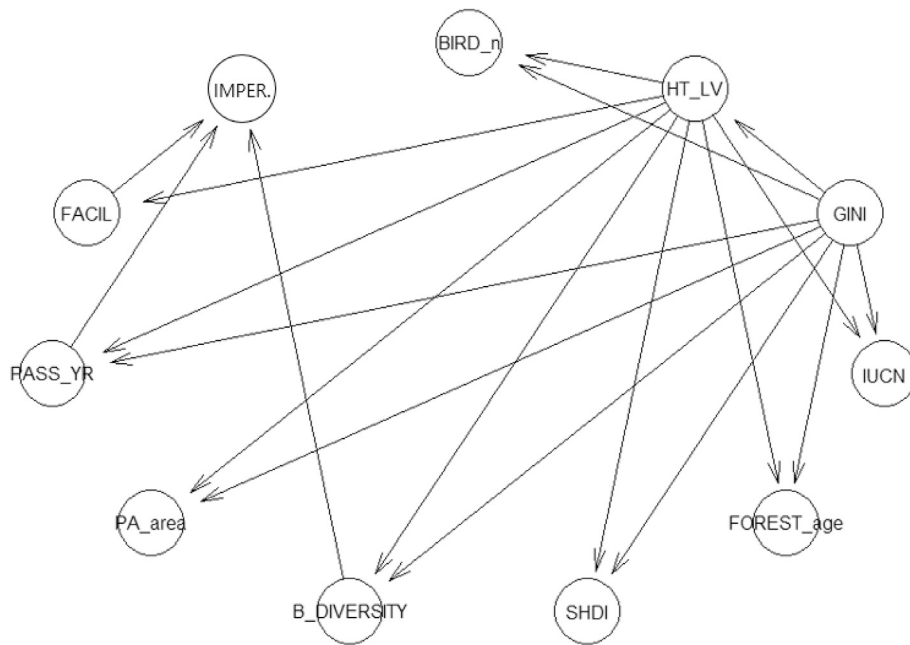 BIRD_n
IMPER.
HT_LV
FACIL
GINI
PASS_YR
IUCN
PA_area
FOREST_age
B_DIVERSITY
SHDI